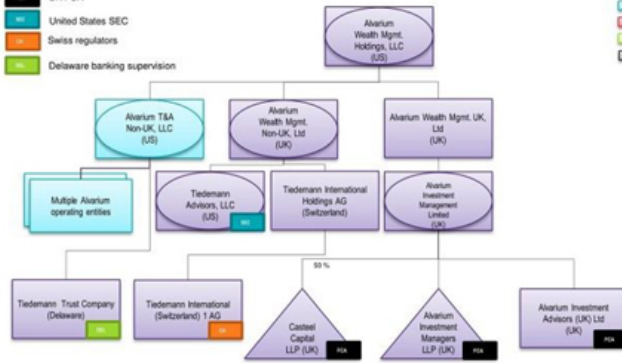 United States SEC
Swiss regulators
Delaware banking supervision
Alvarium
Wealth Mgmt.
Holdings, LLC
(US)
Alvarium T&A
Non-UK, LLC
(US)
Alvarium
Wealth Mgmt.
Non-UK, Ltd
(UK)
Alvarium Wealth Mgmt. UK,
Ltd
(UK)
Multiple Alvarium
operating entities
Tiedemann
Advisors, LLC
(US)
SEC
Tiedemann International
Holdings AG
(Switzerland)
Alvarium
Investment
Management
Limited
(UK)
50 %
Tiedemann Trust Company
(Delaware)
DEL
Tiedemann International
(Switzerland) 1 AG
CA
Casteel
Capital
LLP (UK)
FCA
Alvarium
Investment
Managers
LLP (UK)
FCA
Alvarium Investment
Advisors (UK) Ltd
(UK)
FCA